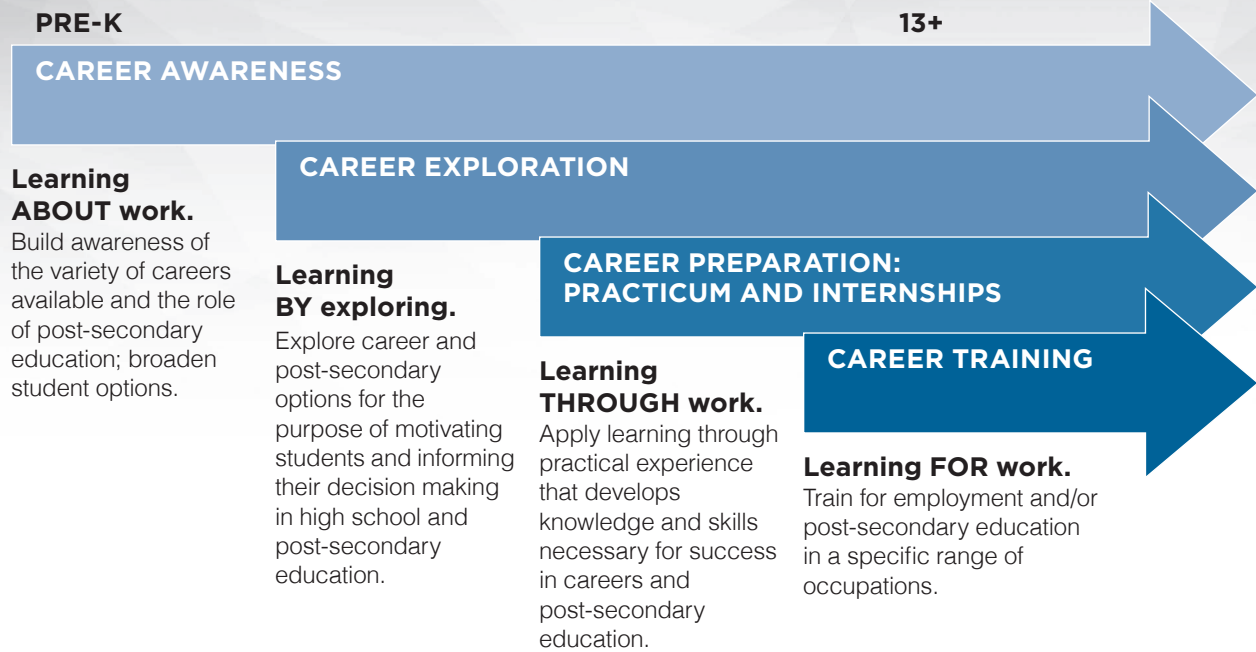 PRE-K
13+
CAREER AWARENESS
Learning
ABOUT work.
Build awareness of
the variety of careers
available and the role
of post-secondary
education; broaden
student options.
CAREER EXPLORATION
Learning
BY exploring.
Explore career and
post-secondary
options for the
purpose of motivating
students and informing
their decision making
in high school and
post-secondary
education.
CAREER PREPARATION:
PRACTICUM AND INTERNSHIPS
Learning
THROUGH work.
Apply learning through
practical experience
that develops
knowledge and skills
necessary for success
in careers and
post-secondary
education.
CAREER TRAINING
Learning FOR work.
Train for employment and/or
post-secondary education
in a specific range of
occupations.